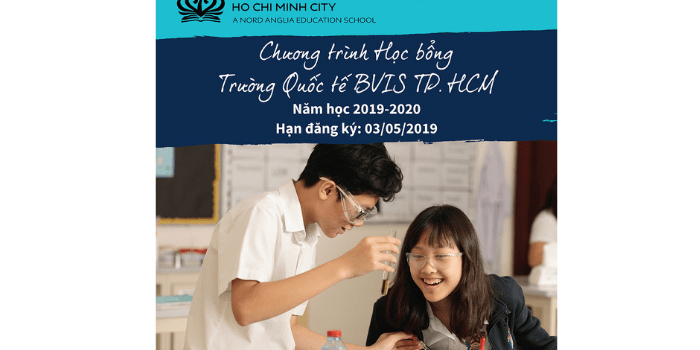 HO CHI MINH CITY
A NORD ANGLIA EDUCATION SCHOOL
Chương trình Học bổng
Trường Quốc tế BVIS TP. HCM
Năm học 2019-2020
Hạn đăng ký: 03/05/2019